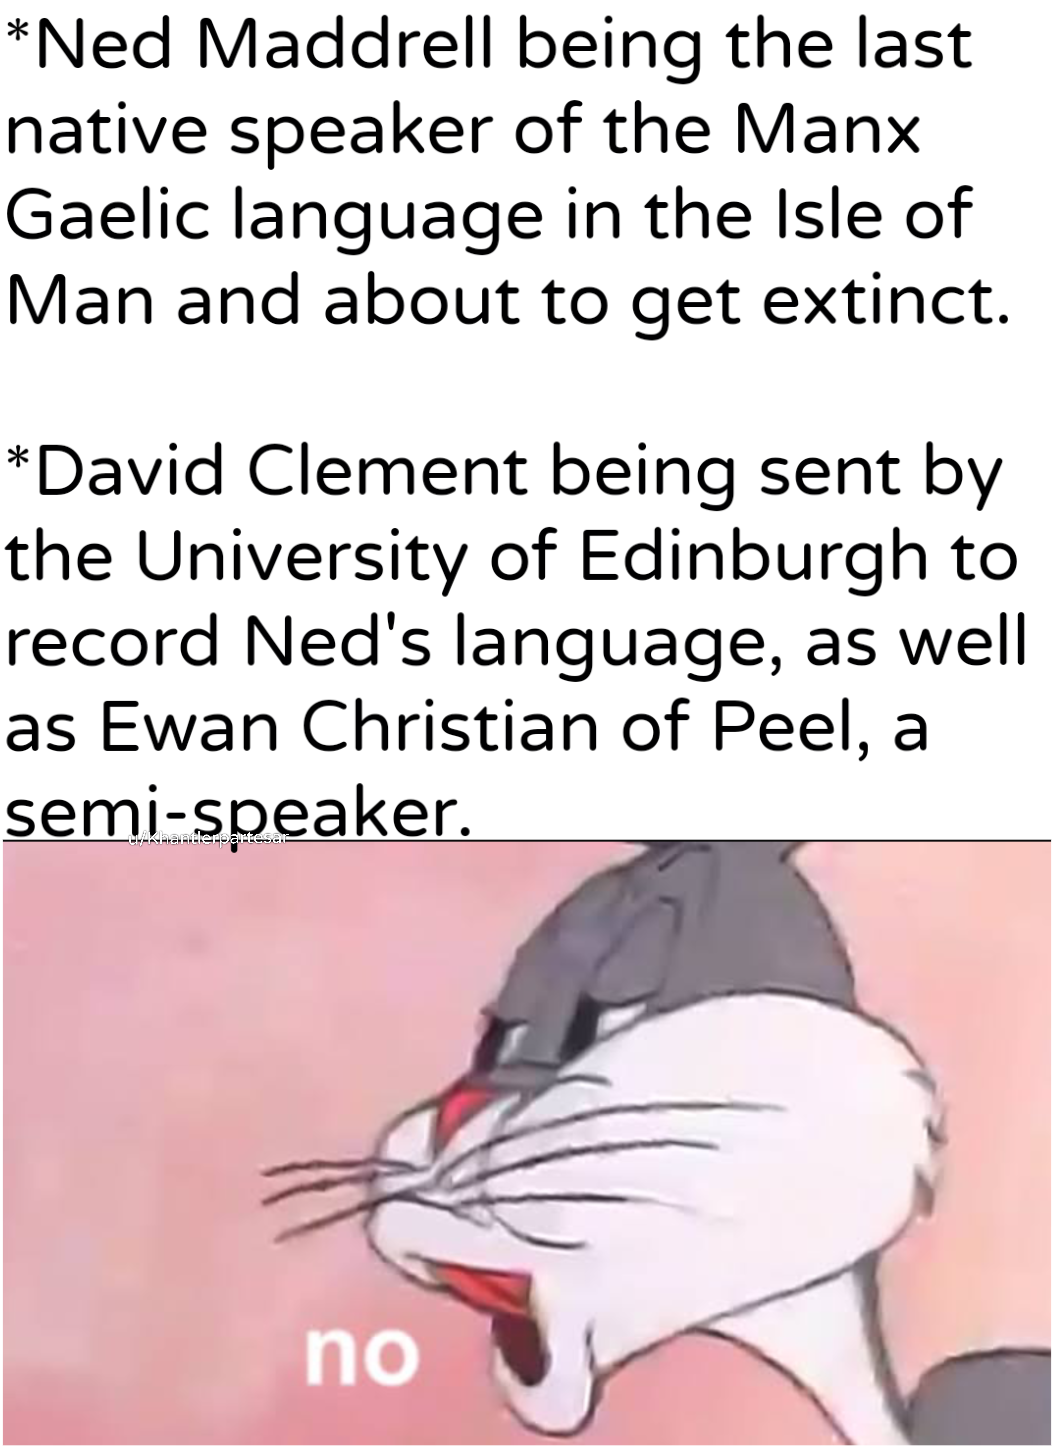 *Ned Maddrell being the last
native speaker of the Manx
Gaelic language in the Isle of
Man and about to get extinct.
*David Clement being sent by
the University of Edinburgh to
record Ned's language, as well
as Ewan Christian of Peel, a
semi-speaker.
u/Khantlerpartesar
no